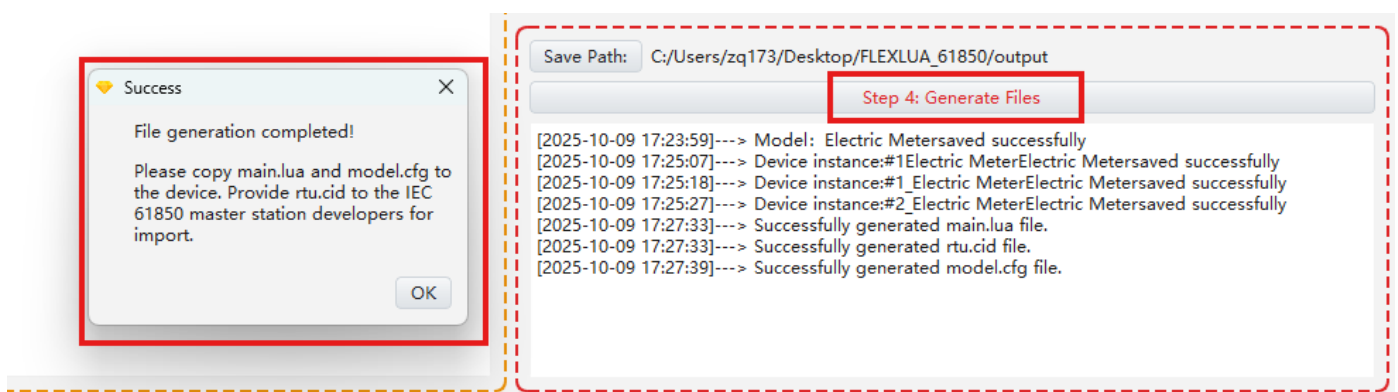 Success
File generation completed!
Please copy main.lua and model.cfg to
the device. Provide rtu.cid to the IEC
61850 master station developers for
import.
OK
Save Path: C:/Users/zq173/Desktop/FLEXLUA_61850/output
Step 4: Generate Files
[2025-10-09 17:23:59]---> Model：Electric Metersaved successfully
[2025-10-09 17:25:07]---> Device instance:#1Electric MeterElectric Metersaved successfully
[2025-10-09 17:25:18]---> Device instance:#1_Electric MeterElectric Metersaved successfully
[2025-10-09 17:25:27]---> Device instance:#2_Electric MeterElectric Metersaved successfully
[2025-10-09 17:27:33]---> Successfully generated main.lua file.
[2025-10-09 17:27:33]---> Successfully generated rtu.cid file.
[2025-10-09 17:27:39]---> Successfully generated model.cfg file.